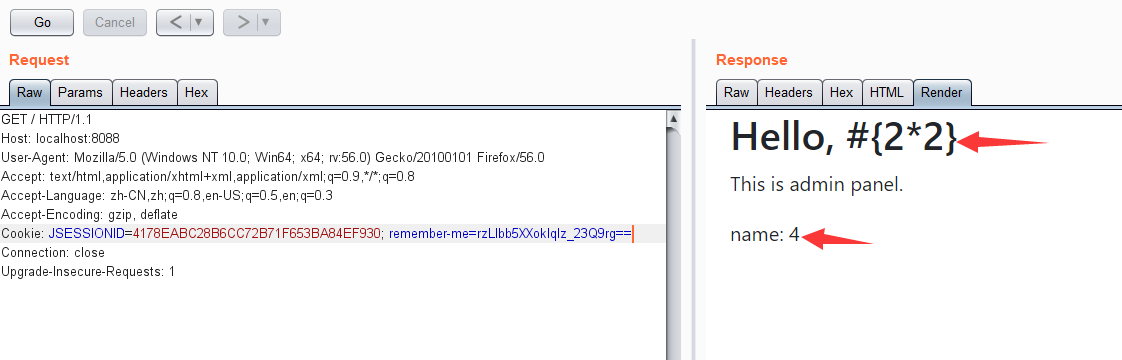 Go Cancel < ▼ > ▼
Request
Raw Params Headers Hex
GET / HTTP/1.1
Host: localhost:8088
User-Agent: Mozilla/5.0 (Windows NT 10.0; Win64; x64; rv:56.0) Gecko/20100101 Firefox/56.0
Accept: text/html,application/xhtml+xml,application/xml;q=0.9,*/*;q=0.8
Accept-Language: zh-CN,zh;q=0.8,en-US;q=0.5,en;q=0.3
Accept-Encoding: gzip, deflate
Cookie: JSESSIONID=4178EABC28B6CC72B71F653BA84EF930; remember-me=rzLlbb5XXokIqIz_23Q9rg==
Connection: close
Upgrade-Insecure-Requests: 1
Response
Raw Headers Hex HTML Render
Hello, #{2*2}
This is admin panel.
name: 4